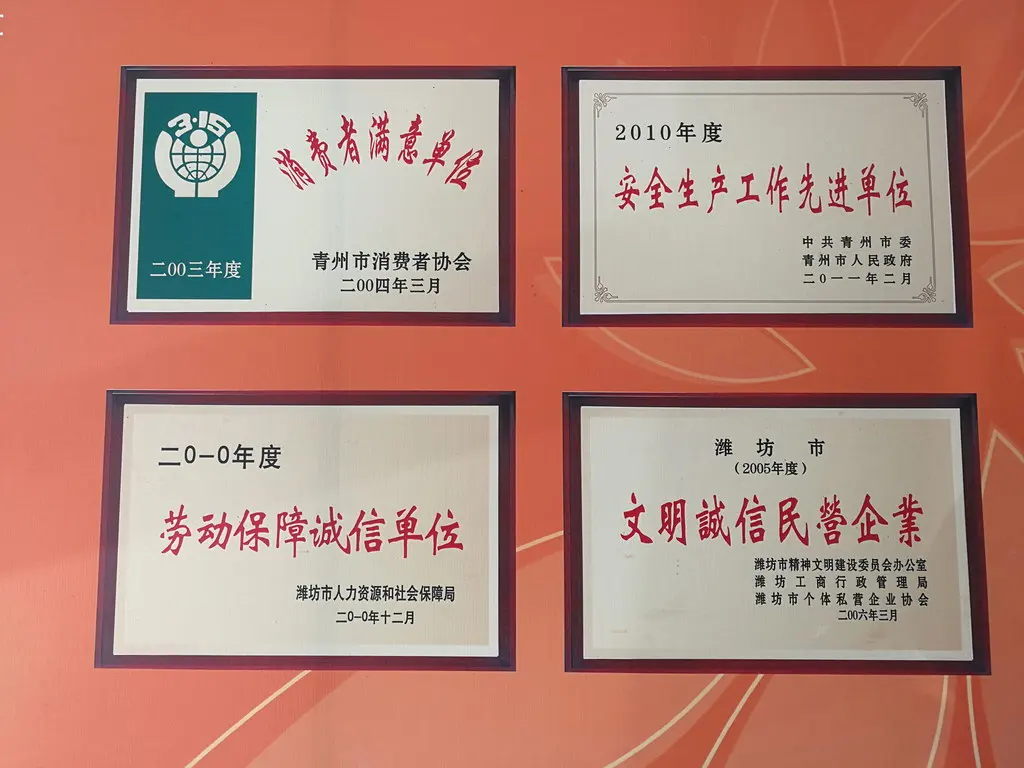 3·15
消费者满意单位
二00三年度
青州市消费者协会
二00四年三月
2010年度
安全生产工作先进单位
中共青州市委
青州市人民政府
二0一一年二月
二0一0年度
劳动保障诚信单位
潍坊市人力资源和社会保障局
二0一0年十二月
潍坊市
(2005年度)
文明誠信民營企業
潍坊市精神文明建设委员会办公室
潍坊工商行政管理局
潍坊市个体私营企业协会
二00六年三月